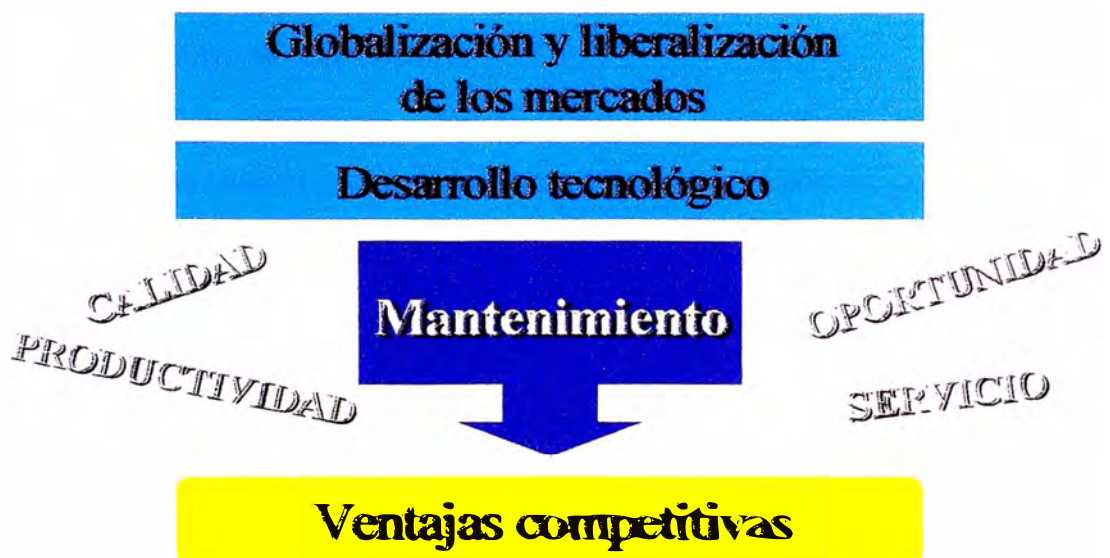 Globalización y liberalización
de los mercados
Desarrollo tecnológico
CALIDAD
PRODUCTIVIDAD
Mantenimiento
OPORTUNIDAD
SERVICIO
Ventajas competitivas